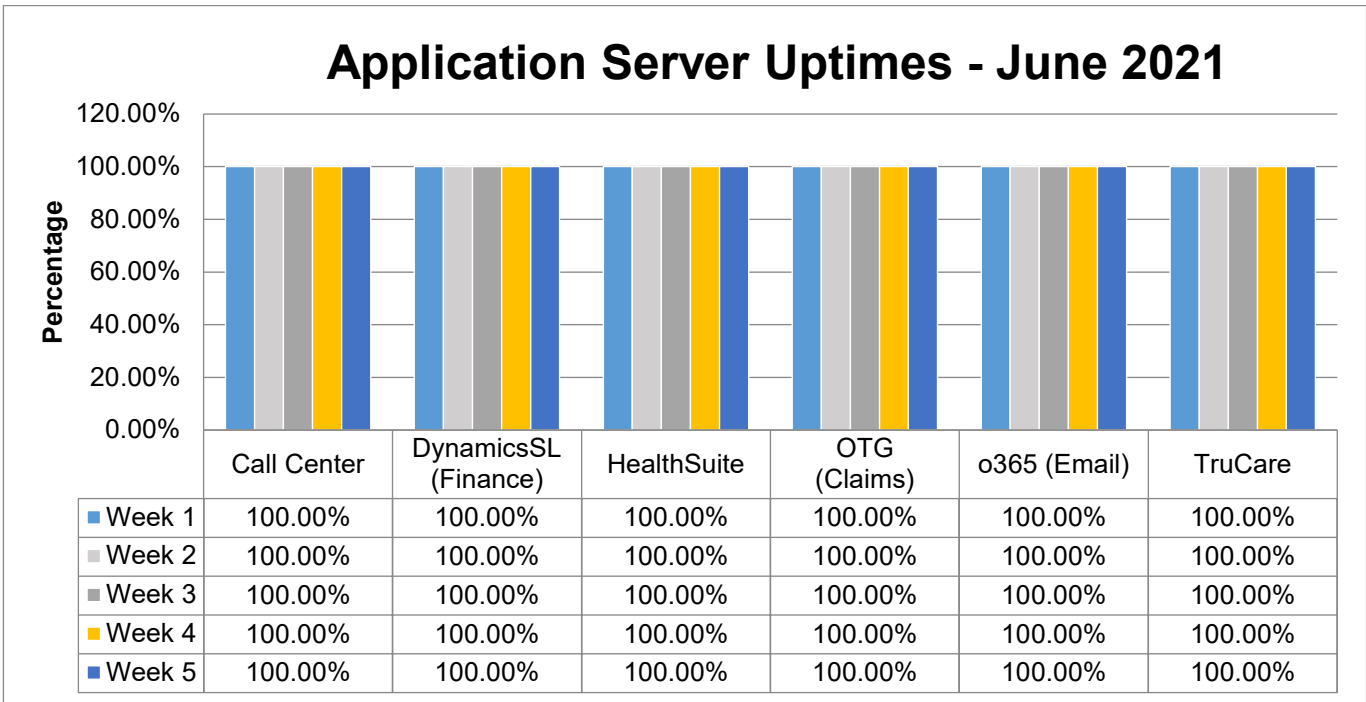 Application Server Uptimes - June 2021
120.00%
100.00%
80.00%
60.00%
40.00%
20.00%
0.00%
Percentage
Call Center DynamicsSL (Finance) HealthSuite OTG (Claims) o365 (Email) TruCare
Week 1 100.00% 100.00% 100.00% 100.00% 100.00% 100.00%
Week 2 100.00% 100.00% 100.00% 100.00% 100.00% 100.00%
Week 3 100.00% 100.00% 100.00% 100.00% 100.00% 100.00%
Week 4 100.00% 100.00% 100.00% 100.00% 100.00% 100.00%
Week 5 100.00% 100.00% 100.00% 100.00% 100.00% 100.00%